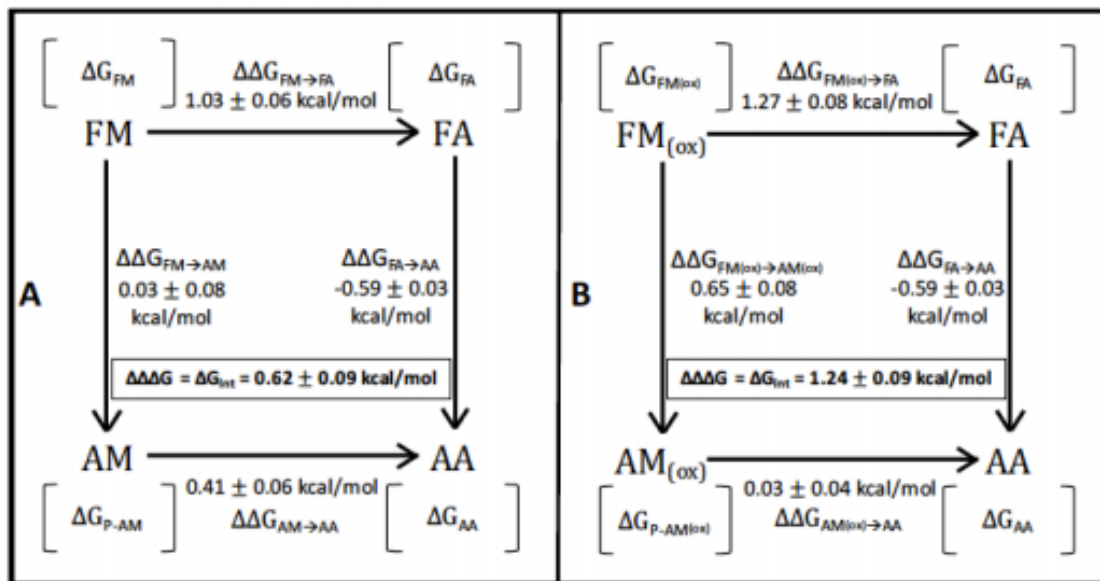 ΔG_FM
ΔΔG_FM→FA
1.03 ± 0.06 kcal/mol
ΔG_FA
FM
FA
ΔΔG_FM→AM
0.03 ± 0.08
kcal/mol
ΔΔG_FA→AA
-0.59 ± 0.03
kcal/mol
A
ΔΔΔG = ΔG_int = 0.62 ± 0.09 kcal/mol
AM
AA
0.41 ± 0.06 kcal/mol
ΔG_P-AM
ΔΔG_AM→AA
ΔG_AA
ΔG_FM(ox)
ΔΔG_FM(ox)→FA
1.27 ± 0.08 kcal/mol
ΔG_FA
FM_(ox)
FA
ΔΔG_FM(ox)→AM(ox)
0.65 ± 0.08
kcal/mol
ΔΔG_FA→AA
-0.59 ± 0.03
kcal/mol
B
ΔΔΔG = ΔG_int = 1.24 ± 0.09 kcal/mol
AM_(ox)
AA
0.03 ± 0.04 kcal/mol
ΔG_P-AM(ox)
ΔΔG_AM(ox)→AA
ΔG_AA